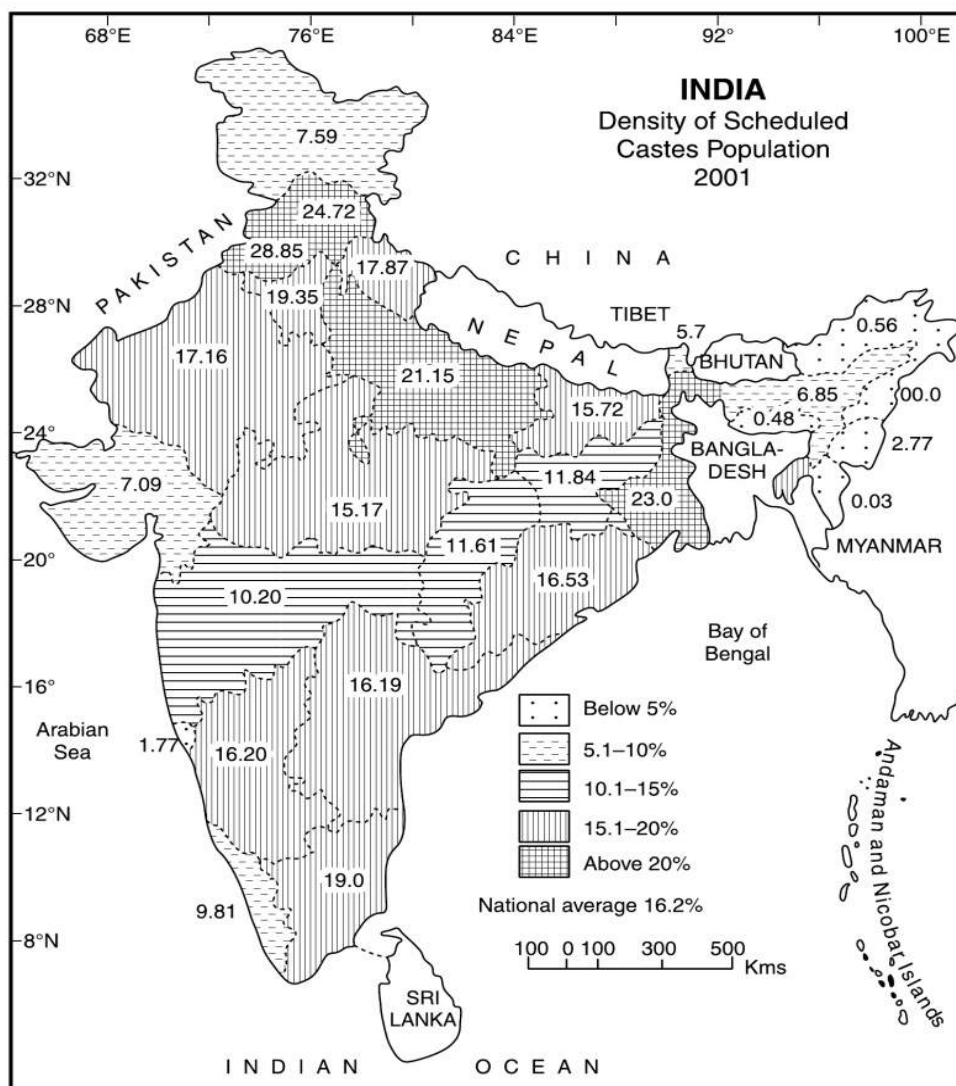 68°E 76°E 84°E 92°E 100°E
INDIA
Density of Scheduled
Castes Population
2001
7.59
32°N
24.72
PAKISTAN
28.85
CHINA
17.87
19.35
28°N
TIBET
5.7
0.56
NEPAL
BHUTAN
17.16
21.15
6.85
00.0
15.72
0.48
24°N
BANGLA-
DESH
2.77
11.84
7.09
23.0
0.03
15.17
11.61
MYANMAR
20°N
16.53
10.20
Bay of
Bengal
16°N
16.19
Below 5%
Arabian
Sea
1.77
16.20
5.1–10%
10.1–15%
15.1–20%
Above 20%
12°N
Andaman and Nicobar Islands
19.0
9.81
National average 16.2%
8°N
100 0 100 300 500
Kms
SRI
LANKA
INDIAN OCEAN